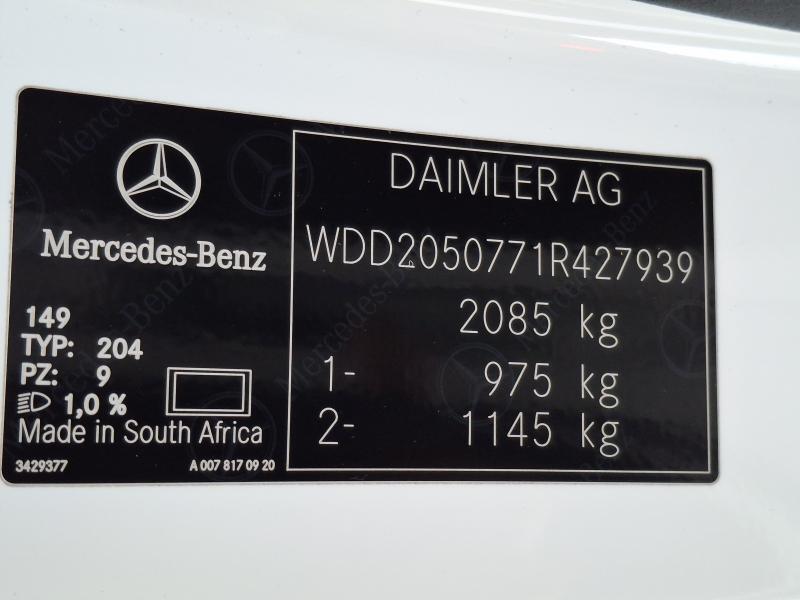 Mercedes-Benz
149
TYP: 204
PZ: 9
1,0 %
Made in South Africa
3429377 A 007 817 09 20
DAIMLER AG
WDD2050771R427939
2085 kg
1- 975 kg
2- 1145 kg